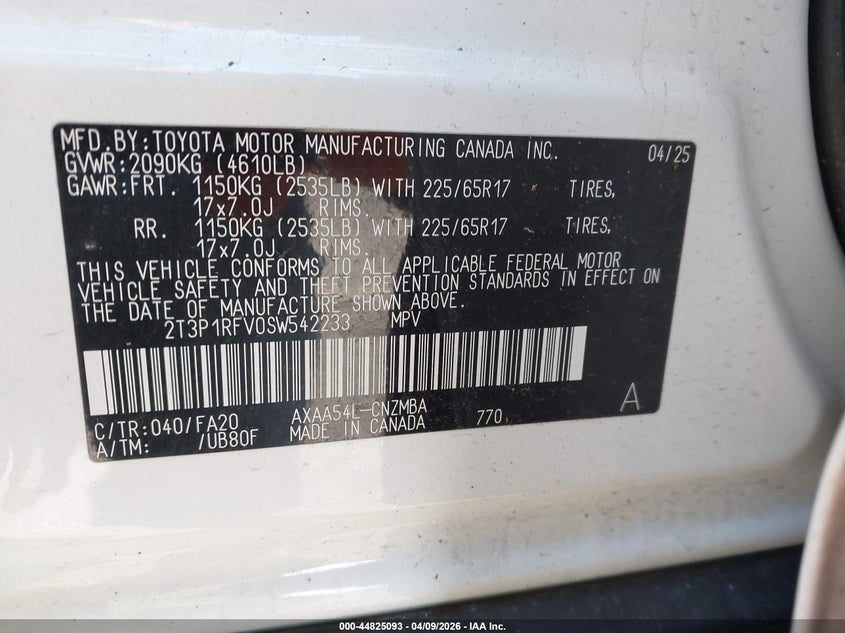 MFD.BY:TOYOTA MOTOR MANUFACTURING CANADA INC. 04/25
GVWR:2090KG (4610LB)
GAWR:FRT. 1150KG (2535LB) WITH 225/65R17 TIRES,
17x7.0J RIMS.
RR. 1150KG (2535LB) WITH 225/65R17 TIRES,
17x7.0J RIMS.
THIS VEHICLE CONFORMS TO ALL APPLICABLE FEDERAL MOTOR
VEHICLE SAFETY AND THEFT PREVENTION STANDARDS IN EFFECT ON
THE DATE OF MANUFACTURE SHOWN ABOVE.
2T3P1RFV0SW542233 MPV
C/TR:040/FA20 AXAA54L-CNZMBA 770 A
A/TM: /UB80F MADE IN CANADA
000-44825093 - 04/09/2026 - IAA Inc.